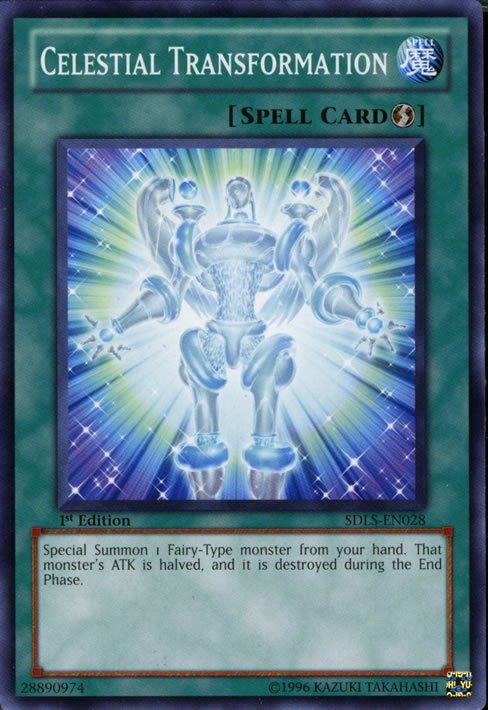 CELESTIAL TRANSFORMATION
SPELL
魔
[SPELL CARD ]
1st Edition
SDLS-EN028
Special Summon 1 Fairy-Type monster from your hand. That
monster's ATK is halved, and it is destroyed during the End
Phase.
28890974
©1996 KAZUKI TAKAHASHI